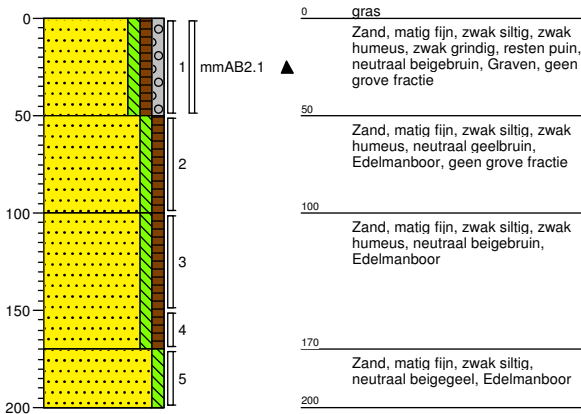 0
50
100
150
200
1
mmAB2.1
2
3
4
5
0 gras
Zand, matig fijn, zwak siltig, zwak
humeus, zwak grindig, resten puin,
neutraal beigebruin, Graven, geen
grove fractie
50
Zand, matig fijn, zwak siltig, zwak
humeus, neutraal geelbruin,
Edelmanboor, geen grove fractie
100
Zand, matig fijn, zwak siltig, zwak
humeus, neutraal beigebruin,
Edelmanboor
170
Zand, matig fijn, zwak siltig,
neutraal beigegeel, Edelmanboor
200